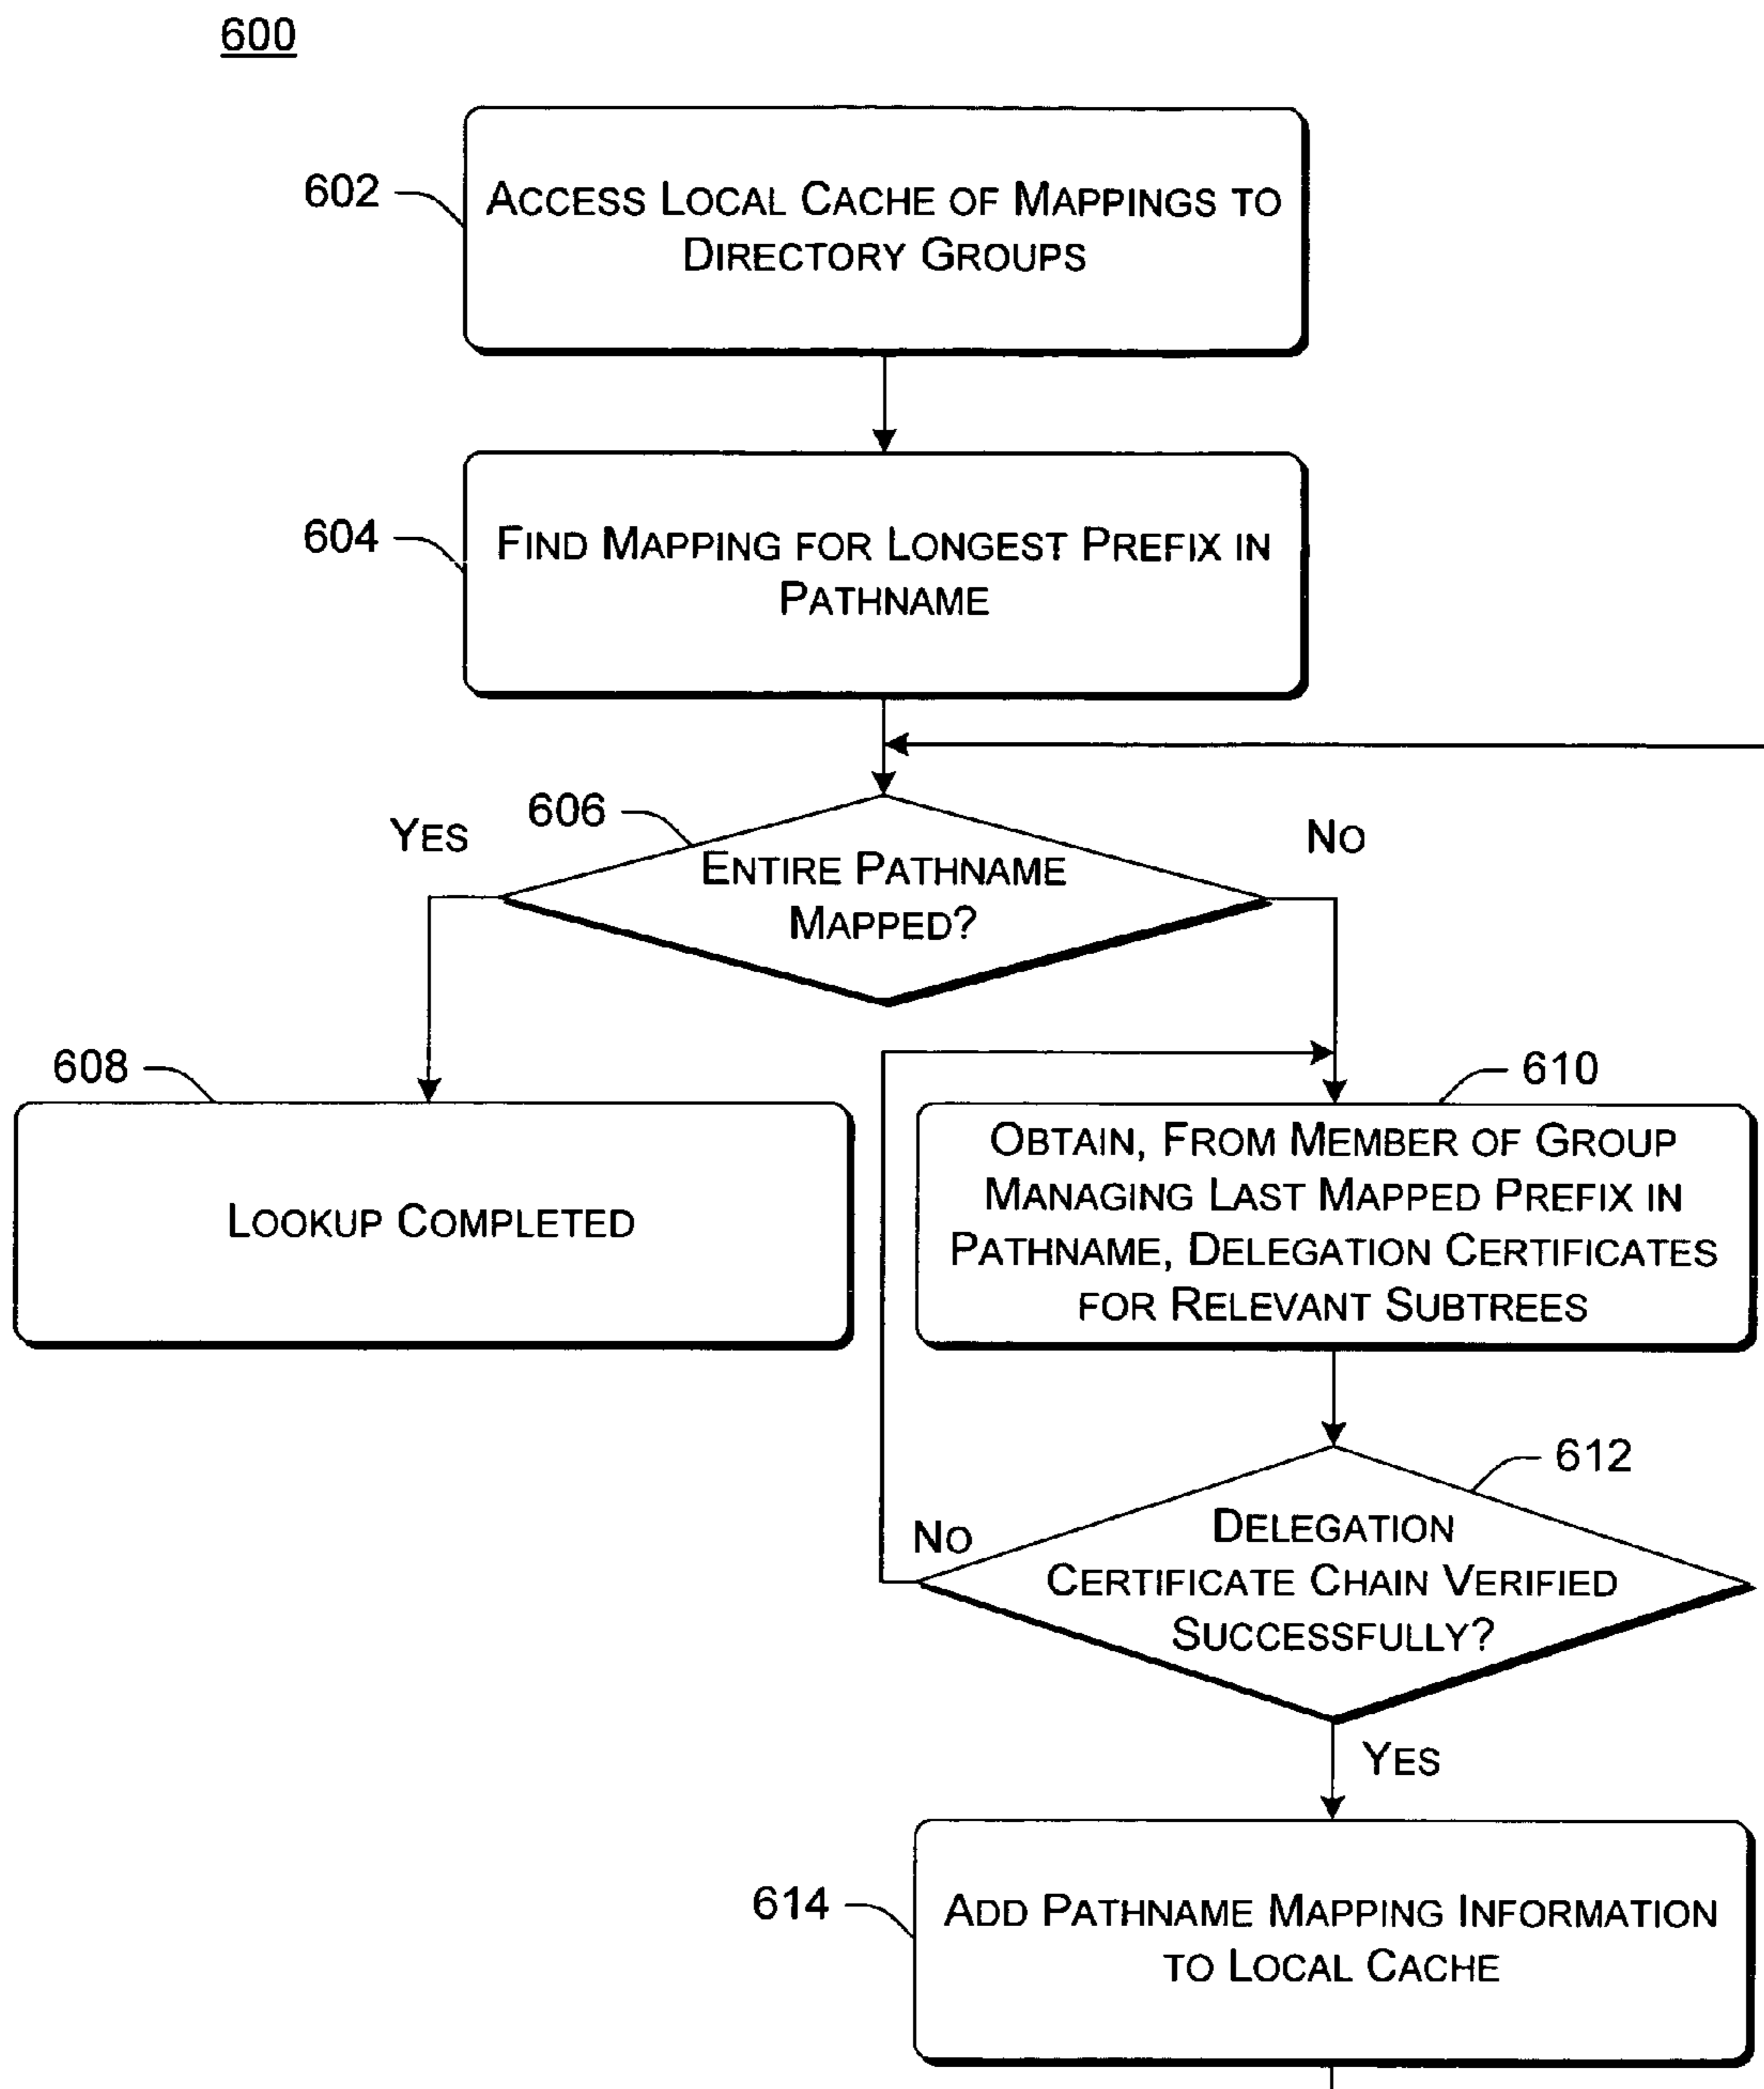 600
602
ACCESS LOCAL CACHE OF MAPPINGS TO
DIRECTORY GROUPS
604
FIND MAPPING FOR LONGEST PREFIX IN
PATHNAME
606
YES
NO
ENTIRE PATHNAME
MAPPED?
608
LOOKUP COMPLETED
610
OBTAIN, FROM MEMBER OF GROUP
MANAGING LAST MAPPED PREFIX IN
PATHNAME, DELEGATION CERTIFICATES
FOR RELEVANT SUBTREES
612
NO
DELEGATION
CERTIFICATE CHAIN VERIFIED
SUCCESSFULLY?
YES
614
ADD PATHNAME MAPPING INFORMATION
TO LOCAL CACHE